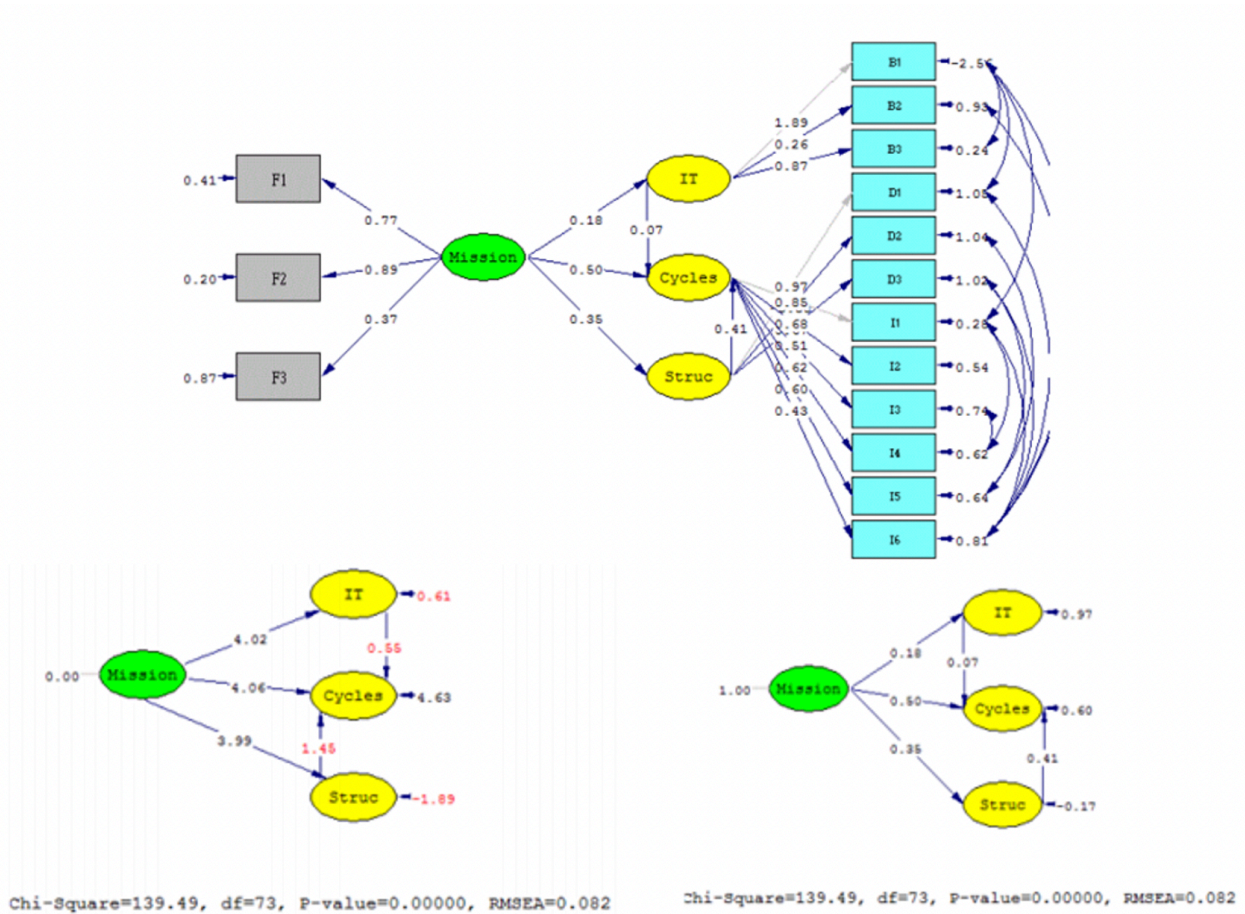 B1
-2.56
B2
0.93
1.89
0.26
B3
0.24
0.87
0.41
F1
IT
D1
1.08
0.77
0.18
0.07
D2
1.04
Mission
0.20
F2
0.89
0.50
Cycles
D3
1.02
0.97
0.85
I1
0.28
0.37
0.35
0.41
0.68
0.51
I2
0.54
0.87
F3
Struc
0.62
0.60
0.43
I3
0.74
I4
0.62
I5
0.64
I6
0.81
IT
0.61
4.02
0.55
0.00
Mission
4.06
Cycles
4.63
3.99
1.45
Struc
-1.89
IT
0.97
0.18
0.07
1.00
Mission
0.50
Cycles
0.60
0.35
0.41
Struc
-0.17
Chi-Square=139.49, df=73, P-value=0.00000, RMSEA=0.082
Chi-Square=139.49, df=73, P-value=0.00000, RMSEA=0.082